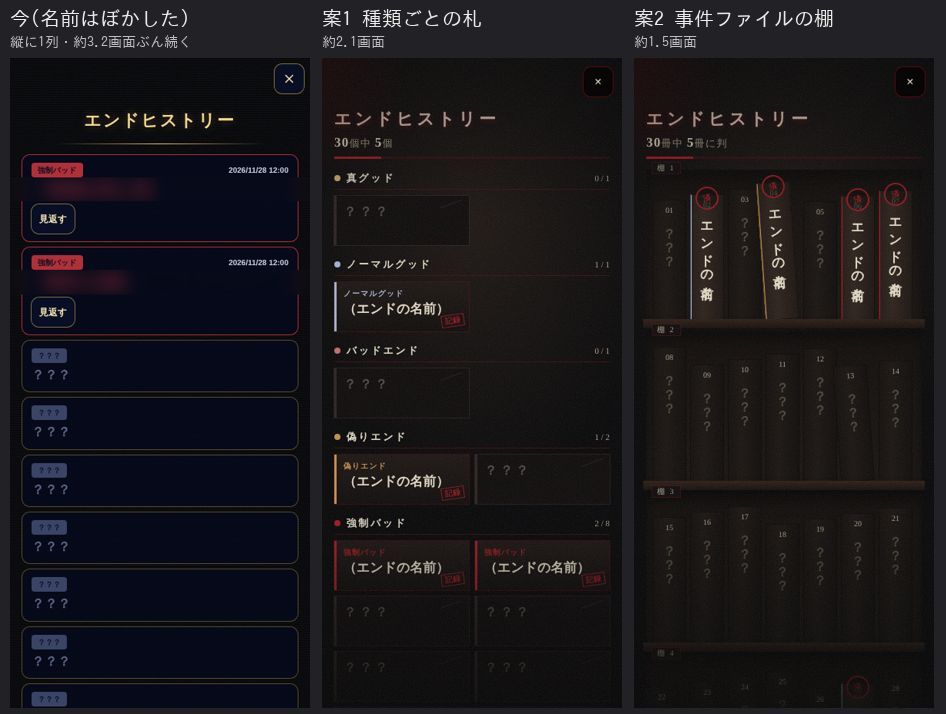 今(名前はぼかした)
縦に1列・約3.2画面ぶん続く
×
エンドヒストリー
強制バッド
2026/11/28 12:00
見返す
強制バッド
2026/11/28 12:00
見返す
？？？
？？？
？？？
？？？
？？？
？？？
？？？
？？？
？？？
？？？
？？？
？？？
？？？
案1 種類ごとの札
約2.1画面
×
エンドヒストリー
30個中 5個
真グッド
0 / 1
？？？
ノーマルグッド
1 / 1
ノーマルグッド
(エンドの名前)
記録
バッドエンド
0 / 1
？？？
偽りエンド
1 / 2
偽りエンド
(エンドの名前)
記録
？？？
強制バッド
2 / 8
強制バッド
(エンドの名前)
記録
強制バッド
(エンドの名前)
記録
？？？
？？？
？？？
？？？
案2 事件ファイルの棚
約1.5画面
×
エンドヒストリー
30冊中 5冊に判
棚 1
01
？？？
エンドの名前
03
？？？
エンドの名前
05
？？？
エンドの名前
エンドの名前
棚 2
08
？？？
09
？？？
10
？？？
11
？？？
12
？？？
13
？？？
14
？？？
棚 3
15
？？？
16
？？？
17
？？？
18
？？？
19
？？？
20
？？？
21
？？？
棚 4
22
23
24
25
26
28